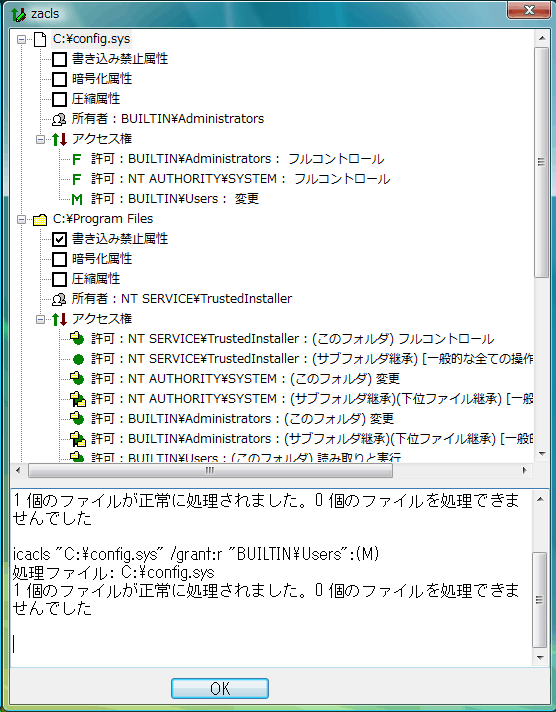 zacls
C:¥config.sys
書き込み禁止属性
暗号化属性
圧縮属性
所有者：BUILTIN¥Administrators
アクセス権
F 許可：BUILTIN¥Administrators： フルコントロール
F 許可：NT AUTHORITY¥SYSTEM： フルコントロール
M 許可：BUILTIN¥Users： 変更
C:¥Program Files
書き込み禁止属性
暗号化属性
圧縮属性
所有者：NT SERVICE¥TrustedInstaller
アクセス権
許可：NT SERVICE¥TrustedInstaller：(このフォルダ) フルコントロール
許可：NT SERVICE¥TrustedInstaller：(サブフォルダ継承) [一般的な全ての操作
許可：NT AUTHORITY¥SYSTEM：(このフォルダ) 変更
許可：NT AUTHORITY¥SYSTEM：(サブフォルダ継承)(下位ファイル継承) [一般
許可：BUILTIN¥Administrators：(このフォルダ) 変更
許可：BUILTIN¥Administrators：(サブフォルダ継承)(下位ファイル継承) [一般
許可：BUILTIN¥Users：(このフォルダ) 読み取りと実行
1 個のファイルが正常に処理されました。0 個のファイルを処理できま
せんでした
icacls "C:¥config.sys" /grant:r "BUILTIN¥Users":(M)
処理ファイル: C:¥config.sys
1 個のファイルが正常に処理されました。0 個のファイルを処理できま
せんでした
OK